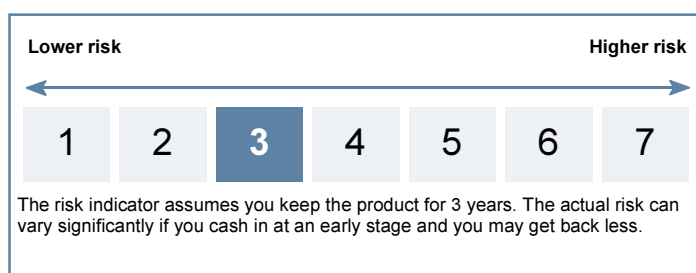 Lower risk Higher risk
1 2 3 4 5 6 7
The risk indicator assumes you keep the product for 3 years. The actual risk can
vary significantly if you cash in at an early stage and you may get back less.